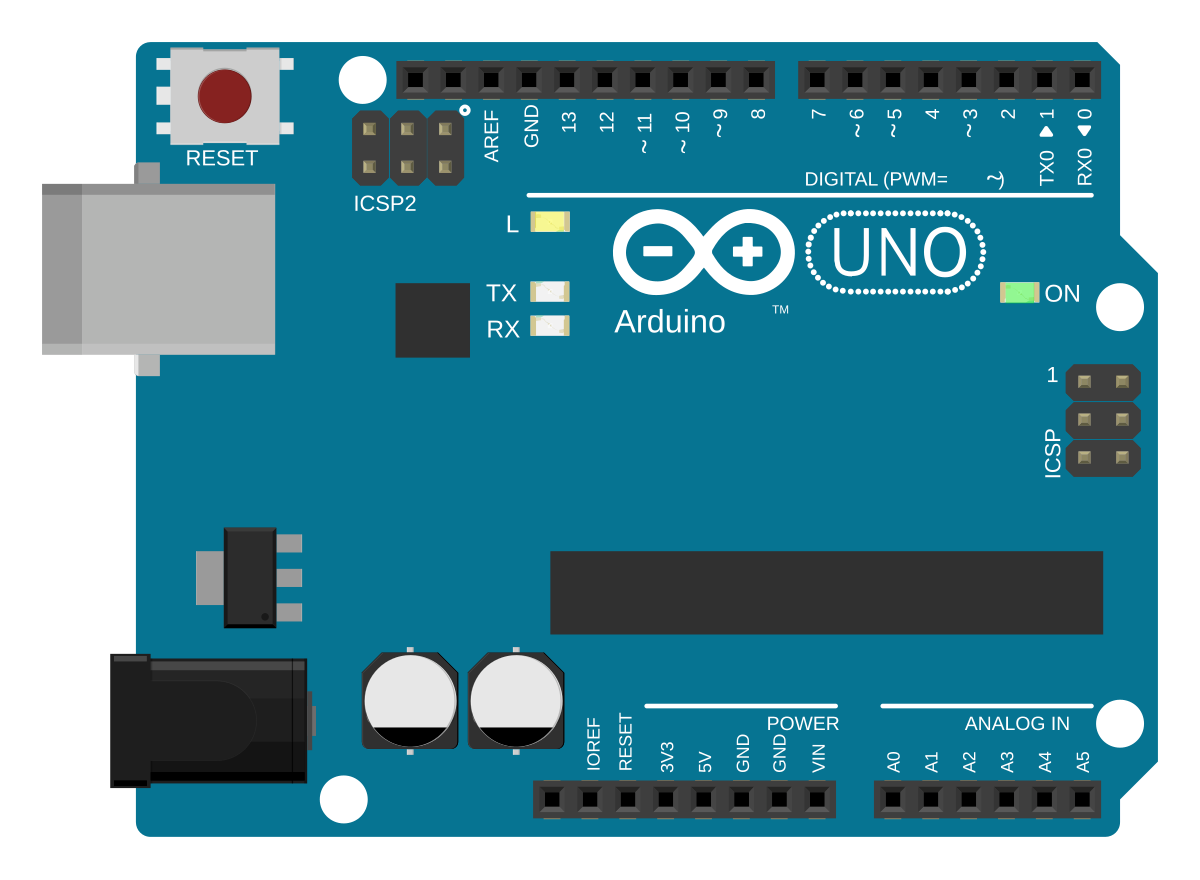 RESET
ICSP2
AREF
GND
13
12
~11
~10
~9
8
7
~6
~5
4
~3
2
TX0 ▶ 1
RX0 ◀ 0
DIGITAL (PWM= ~)
L
TX
RX
Arduino
TM
UNO
ON
1
ICSP
POWER
ANALOG IN
IOREF
RESET
3V3
5V
GND
GND
VIN
A0
A1
A2
A3
A4
A5